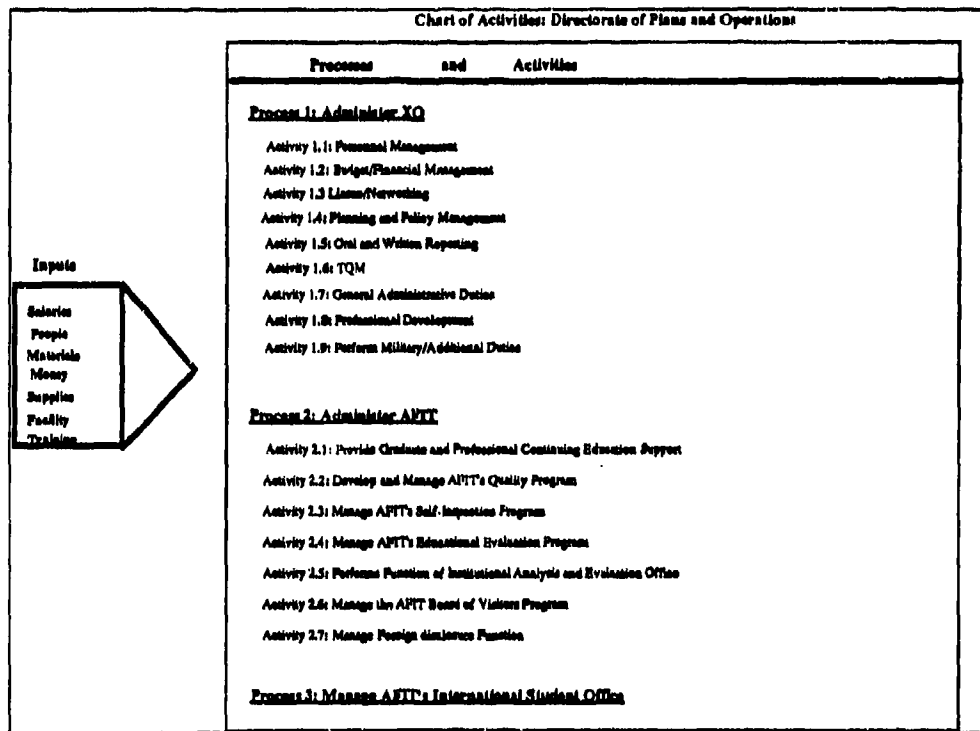 Chart of Activities: Directorate of Plans and Operations
Processes and Activities
Process 1: Administer XO
Activity 1.1: Personnel Management
Activity 1.2: Budget/Financial Management
Activity 1.3 Liason/Networking
Activity 1.4: Planning and Policy Management
Activity 1.5: Oral and Written Reporting
Activity 1.6: TQM
Activity 1.7: General Administrative Duties
Activity 1.8: Professional Development
Activity 1.9: Perform Military/Additional Duties
Inputs
Salaries
People
Materials
Money
Supplies
Facility
Training
Process 2: Administer AFIT
Activity 2.1: Provide Graduate and Professional Continuing Education Support
Activity 2.2: Develop and Manage AFIT's Quality Program
Activity 2.3: Manage AFIT's Self-Inspection Program
Activity 2.4: Manage AFIT's Educational Evaluation Program
Activity 2.5: Performs Function of Institutional Analysis and Evaluation Office
Activity 2.6: Manage the AFIT Board of Visitors Program
Activity 2.7: Manage Foreign disclosure Function
Process 3: Manage AFIT's International Student Office